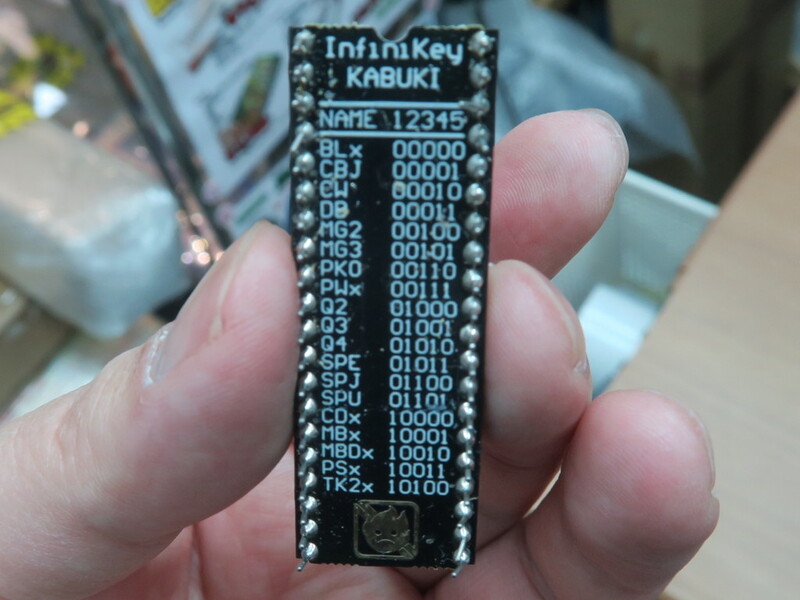 InfiniKey
KABUKI
NAME 12345
BLx 00000
CBJ 00001
CW 00010
DB 00011
MG2 00100
MG3 00101
PKO 00110
PWx 00111
Q2 01000
Q3 01001
Q4 01010
SPE 01011
SPJ 01100
SPU 01101
COx 10000
MBx 10001
MBDx 10010
PSx 10011
TK2x 10100